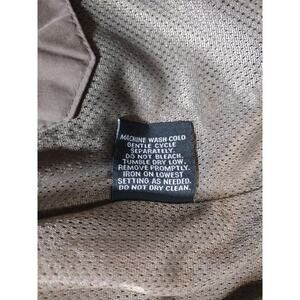 MACHINE WASH COLD
GENTLE CYCLE
SEPARATELY.
DO NOT BLEACH.
TUMBLE DRY LOW.
REMOVE PROMPTLY.
IRON ON LOWEST
SETTING AS NEEDED.
DO NOT DRY CLEAN.